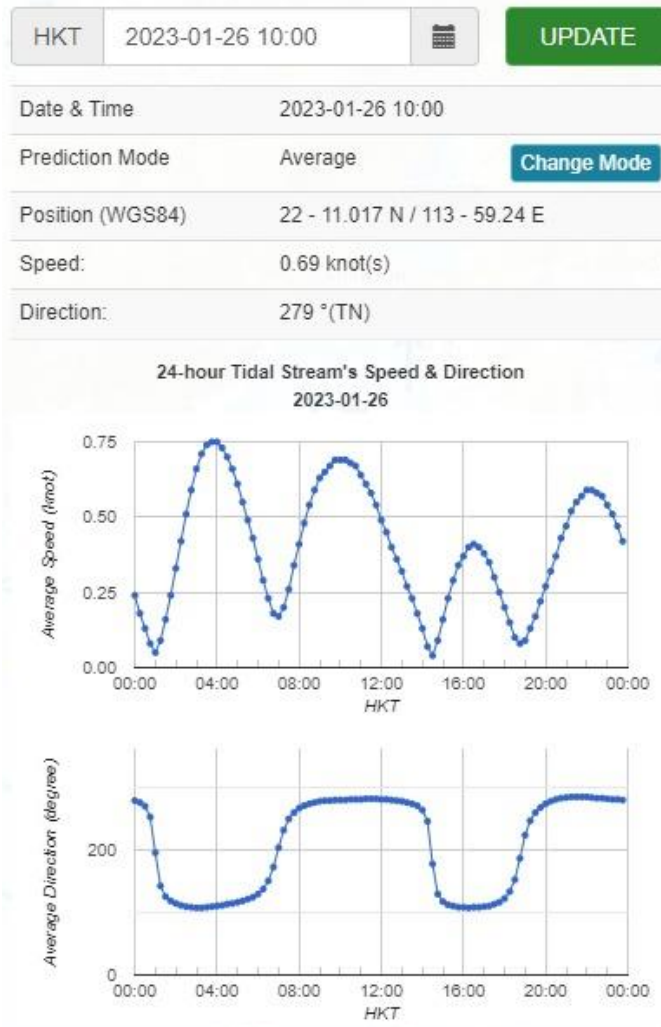 HKT 2023-01-26 10:00 UPDATE
Date & Time 2023-01-26 10:00
Prediction Mode Average Change Mode
Position (WGS84) 22 - 11.017 N / 113 - 59.24 E
Speed: 0.69 knot(s)
Direction: 279 °(TN)
24-hour Tidal Stream's Speed & Direction
2023-01-26
Average Speed (knot)
0.75
0.50
0.25
0.00
00:00 04:00 08:00 12:00 16:00 20:00 00:00
HKT
Average Direction (degree)
200
0
00:00 04:00 08:00 12:00 16:00 20:00 00:00
HKT